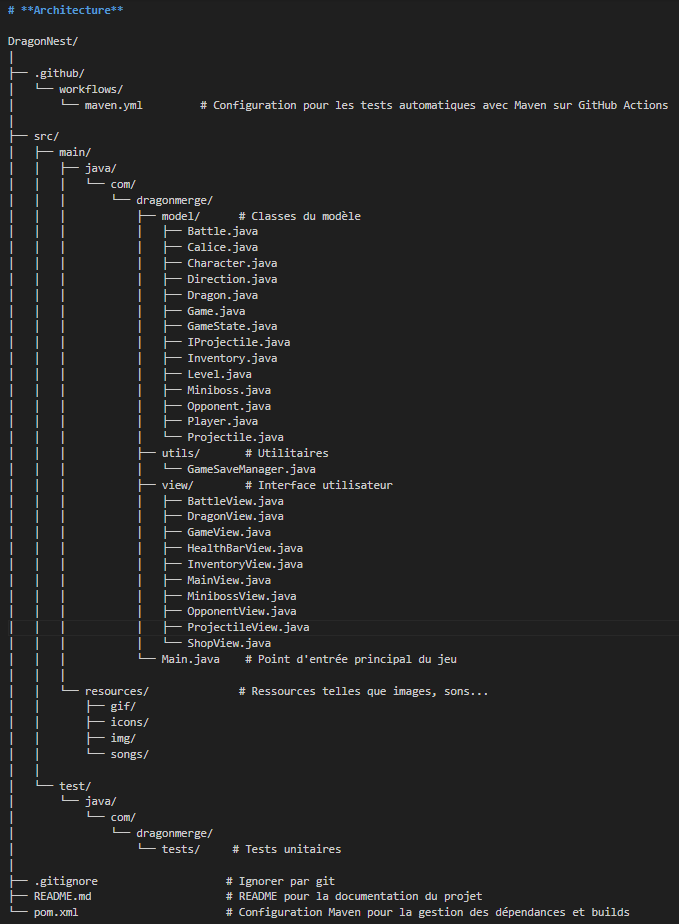 # **Architecture**
DragonNest/
│
├── .github/
│   └── workflows/
│       └── maven.yml         # Configuration pour les tests automatiques avec Maven sur GitHub Actions
│
├── src/
│   ├── main/
│   │   ├── java/
│   │   │   └── com/
│   │   │       └── dragonmerge/
│   │   │           ├── model/      # Classes du modèle
│   │   │           │   ├── Battle.java
│   │   │           │   ├── Calice.java
│   │   │           │   ├── Character.java
│   │   │           │   ├── Direction.java
│   │   │           │   ├── Dragon.java
│   │   │           │   ├── Game.java
│   │   │           │   ├── GameState.java
│   │   │           │   ├── IProjectile.java
│   │   │           │   ├── Inventory.java
│   │   │           │   ├── Level.java
│   │   │           │   ├── Miniboss.java
│   │   │           │   ├── Opponent.java
│   │   │           │   ├── Player.java
│   │   │           │   └── Projectile.java
│   │   │           ├── utils/       # Utilitaires
│   │   │           │   └── GameSaveManager.java
│   │   │           ├── view/        # Interface utilisateur
│   │   │           │   ├── BattleView.java
│   │   │           │   ├── DragonView.java
│   │   │           │   ├── GameView.java
│   │   │           │   ├── HealthBarView.java
│   │   │           │   ├── InventoryView.java
│   │   │           │   ├── MainView.java
│   │   │           │   ├── MinibossView.java
│   │   │           │   ├── OpponentView.java
│   │   │           │   ├── ProjectileView.java
│   │   │           │   └── ShopView.java
│   │   │           └── Main.java    # Point d'entrée principal du jeu
│   │   │
│   │   └── resources/              # Ressources telles que images, sons...
│   │       ├── gif/
│   │       ├── icons/
│   │       ├── img/
│   │       └── songs/
│   │
│   └── test/
│       └── java/
│           └── com/
│               └── dragonmerge/
│                   └── tests/     # Tests unitaires
│
├── .gitignore                    # Ignorer par git
├── README.md                     # README pour la documentation du projet
└── pom.xml                       # Configuration Maven pour la gestion des dépendances et builds